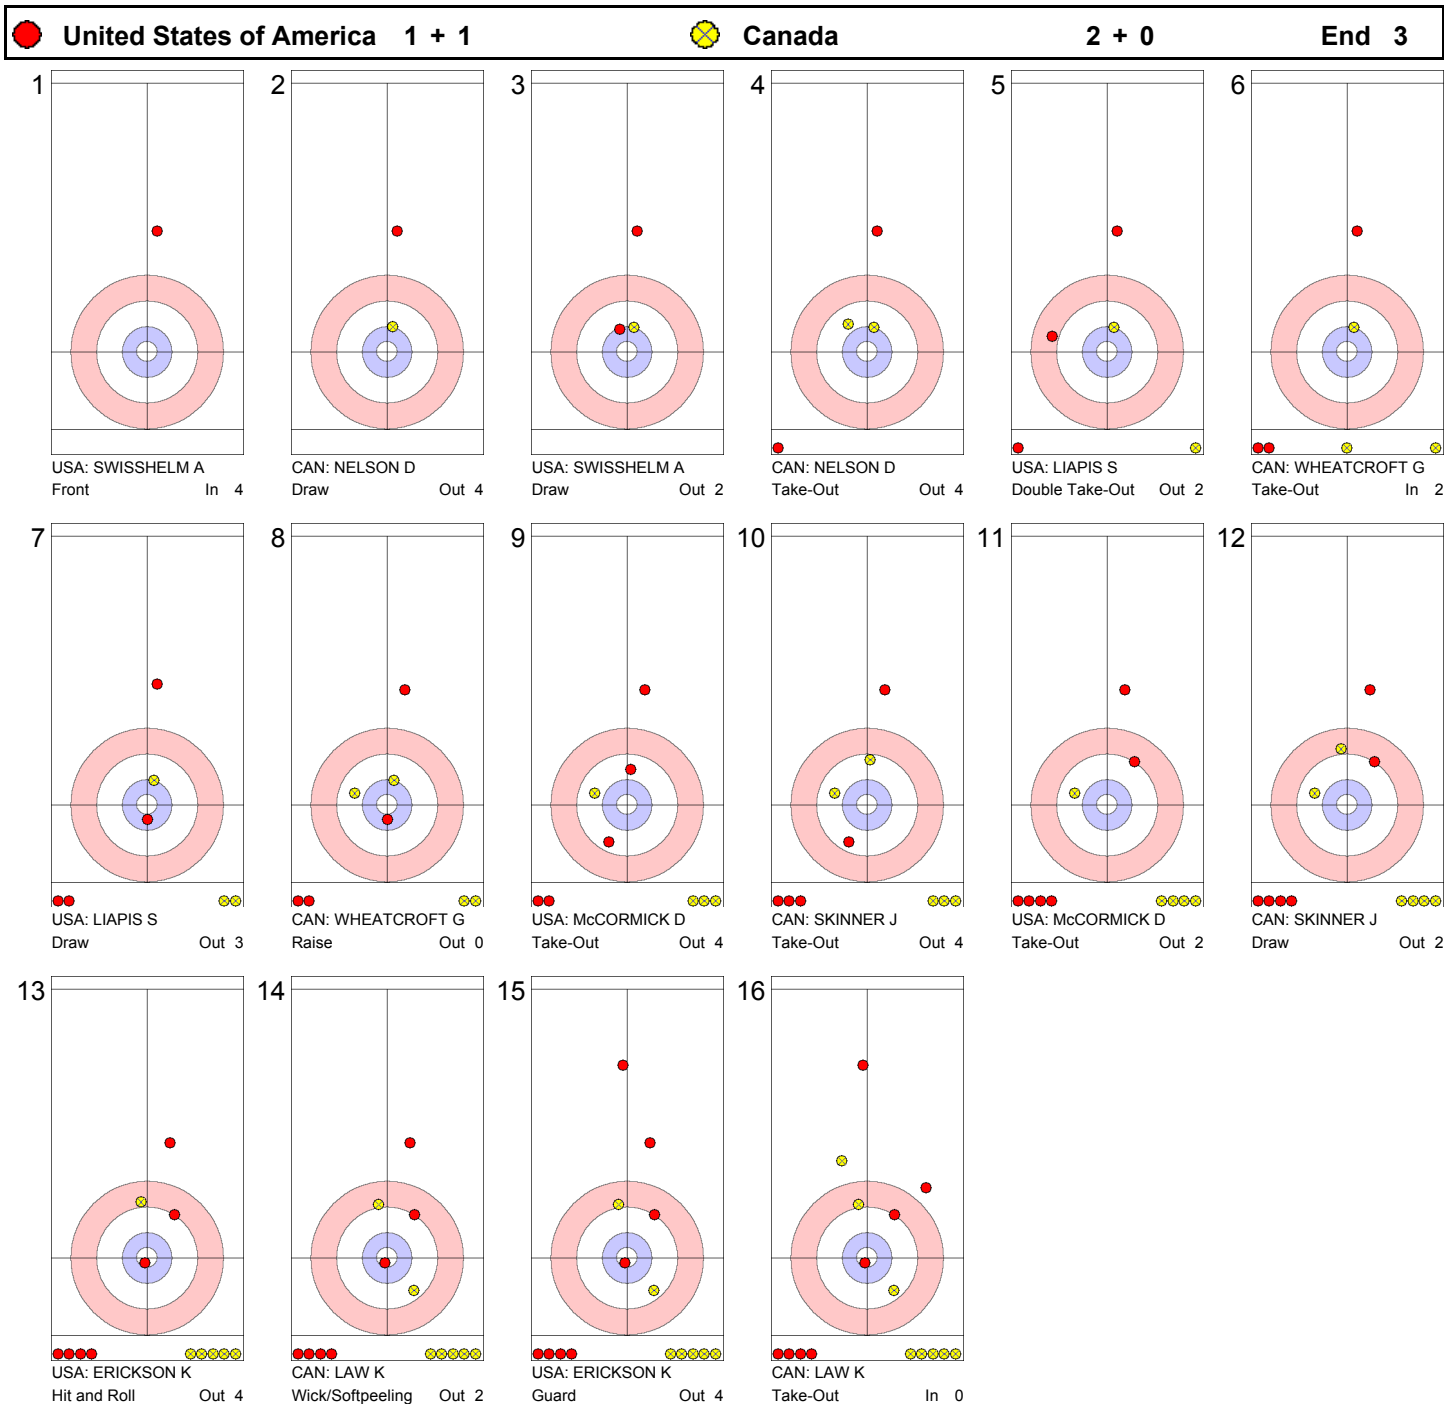 United States of America 1 + 1 Canada 2 + 0 End 3
1 2 3 4 5 6
USA: SWISSHELM A CAN: NELSON D USA: SWISSHELM A CAN: NELSON D USA: LIAPIS S CAN: WHEATCROFT G
Front In 4 Draw Out 4 Draw Out 2 Take-Out Out 4 Double Take-Out Out 2 Take-Out In 2
7 8 9 10 11 12
USA: LIAPIS S CAN: WHEATCROFT G USA: McCORMICK D CAN: SKINNER J USA: McCORMICK D CAN: SKINNER J
Draw Out 3 Raise Out 0 Take-Out Out 4 Take-Out Out 4 Take-Out Out 2 Draw Out 2
13 14 15 16
USA: ERICKSON K CAN: LAW K USA: ERICKSON K CAN: LAW K
Hit and Roll Out 4 Wick/Softpeeling Out 2 Guard Out 4 Take-Out In 0